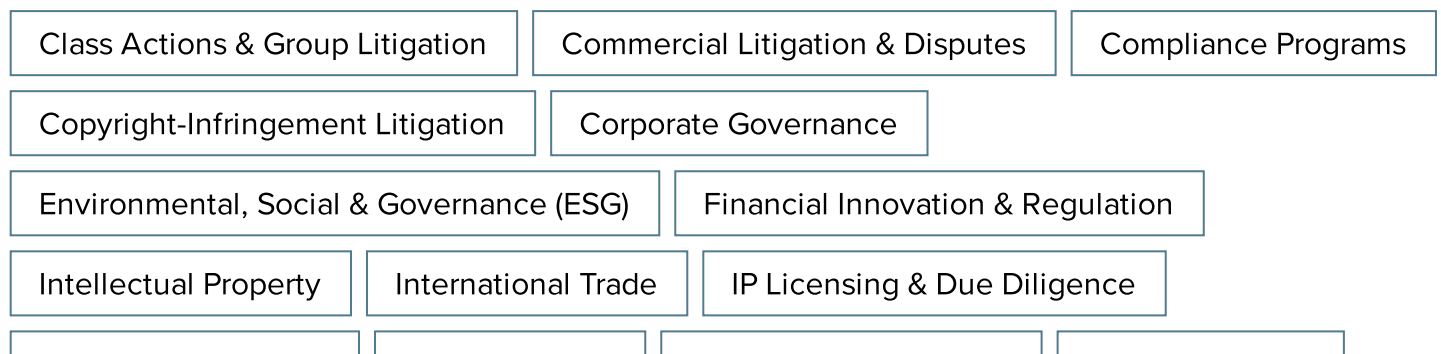 Class Actions & Group Litigation Commercial Litigation & Disputes Compliance Programs
Copyright-Infringement Litigation Corporate Governance
Environmental, Social & Governance (ESG) Financial Innovation & Regulation
Intellectual Property International Trade IP Licensing & Due Diligence